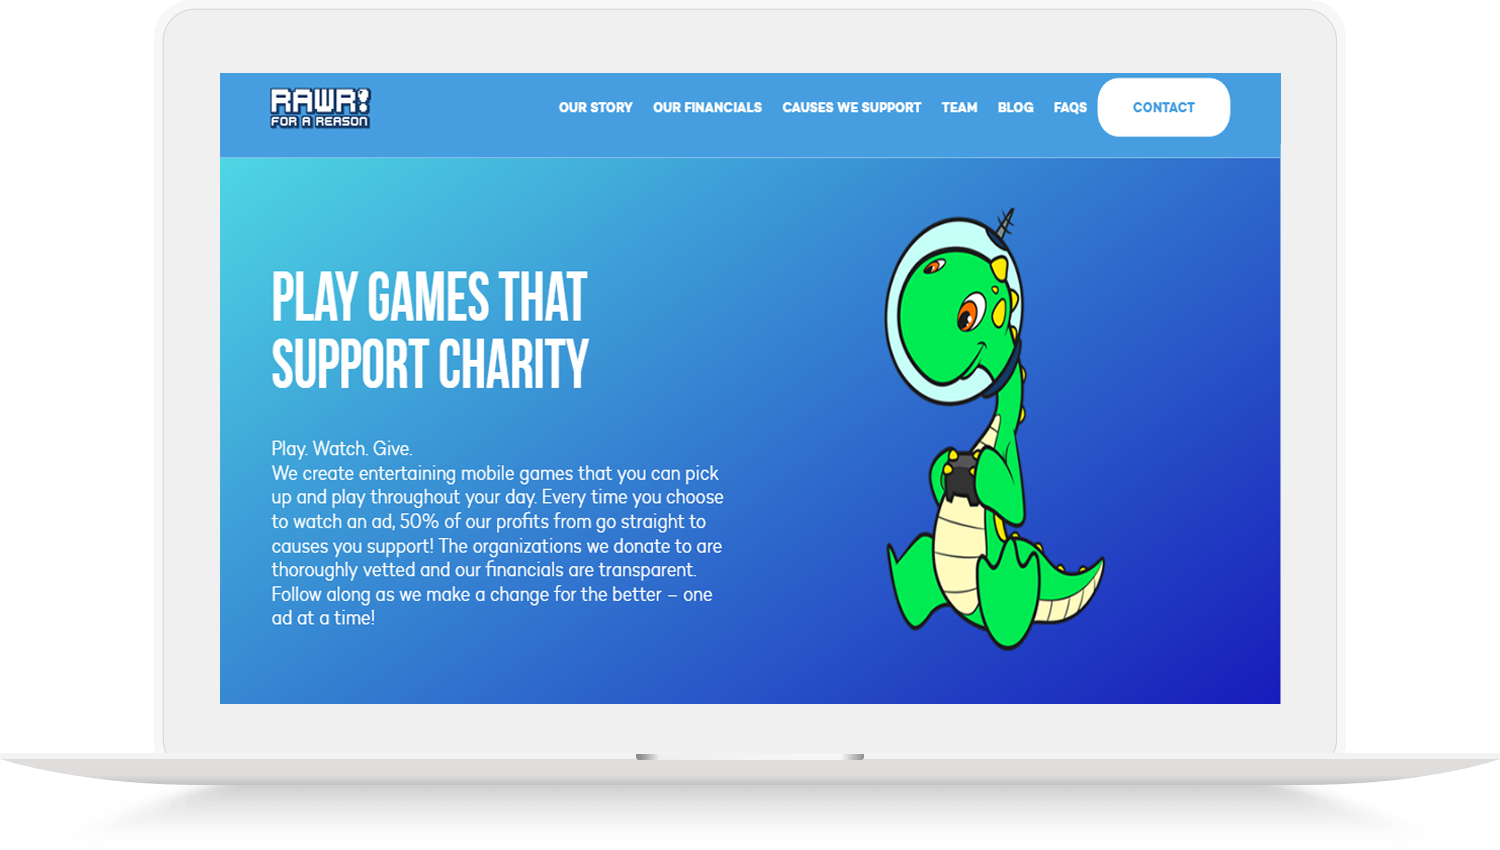 RAWR!
FOR A REASON
OUR STORY OUR FINANCIALS CAUSES WE SUPPORT TEAM BLOG FAQS CONTACT
PLAY GAMES THAT
SUPPORT CHARITY
Play. Watch. Give.
We create entertaining mobile games that you can pick
up and play throughout your day. Every time you choose
to watch an ad, 50% of our profits from go straight to
causes you support! The organizations we donate to are
thoroughly vetted and our financials are transparent.
Follow along as we make a change for the better – one
ad at a time!